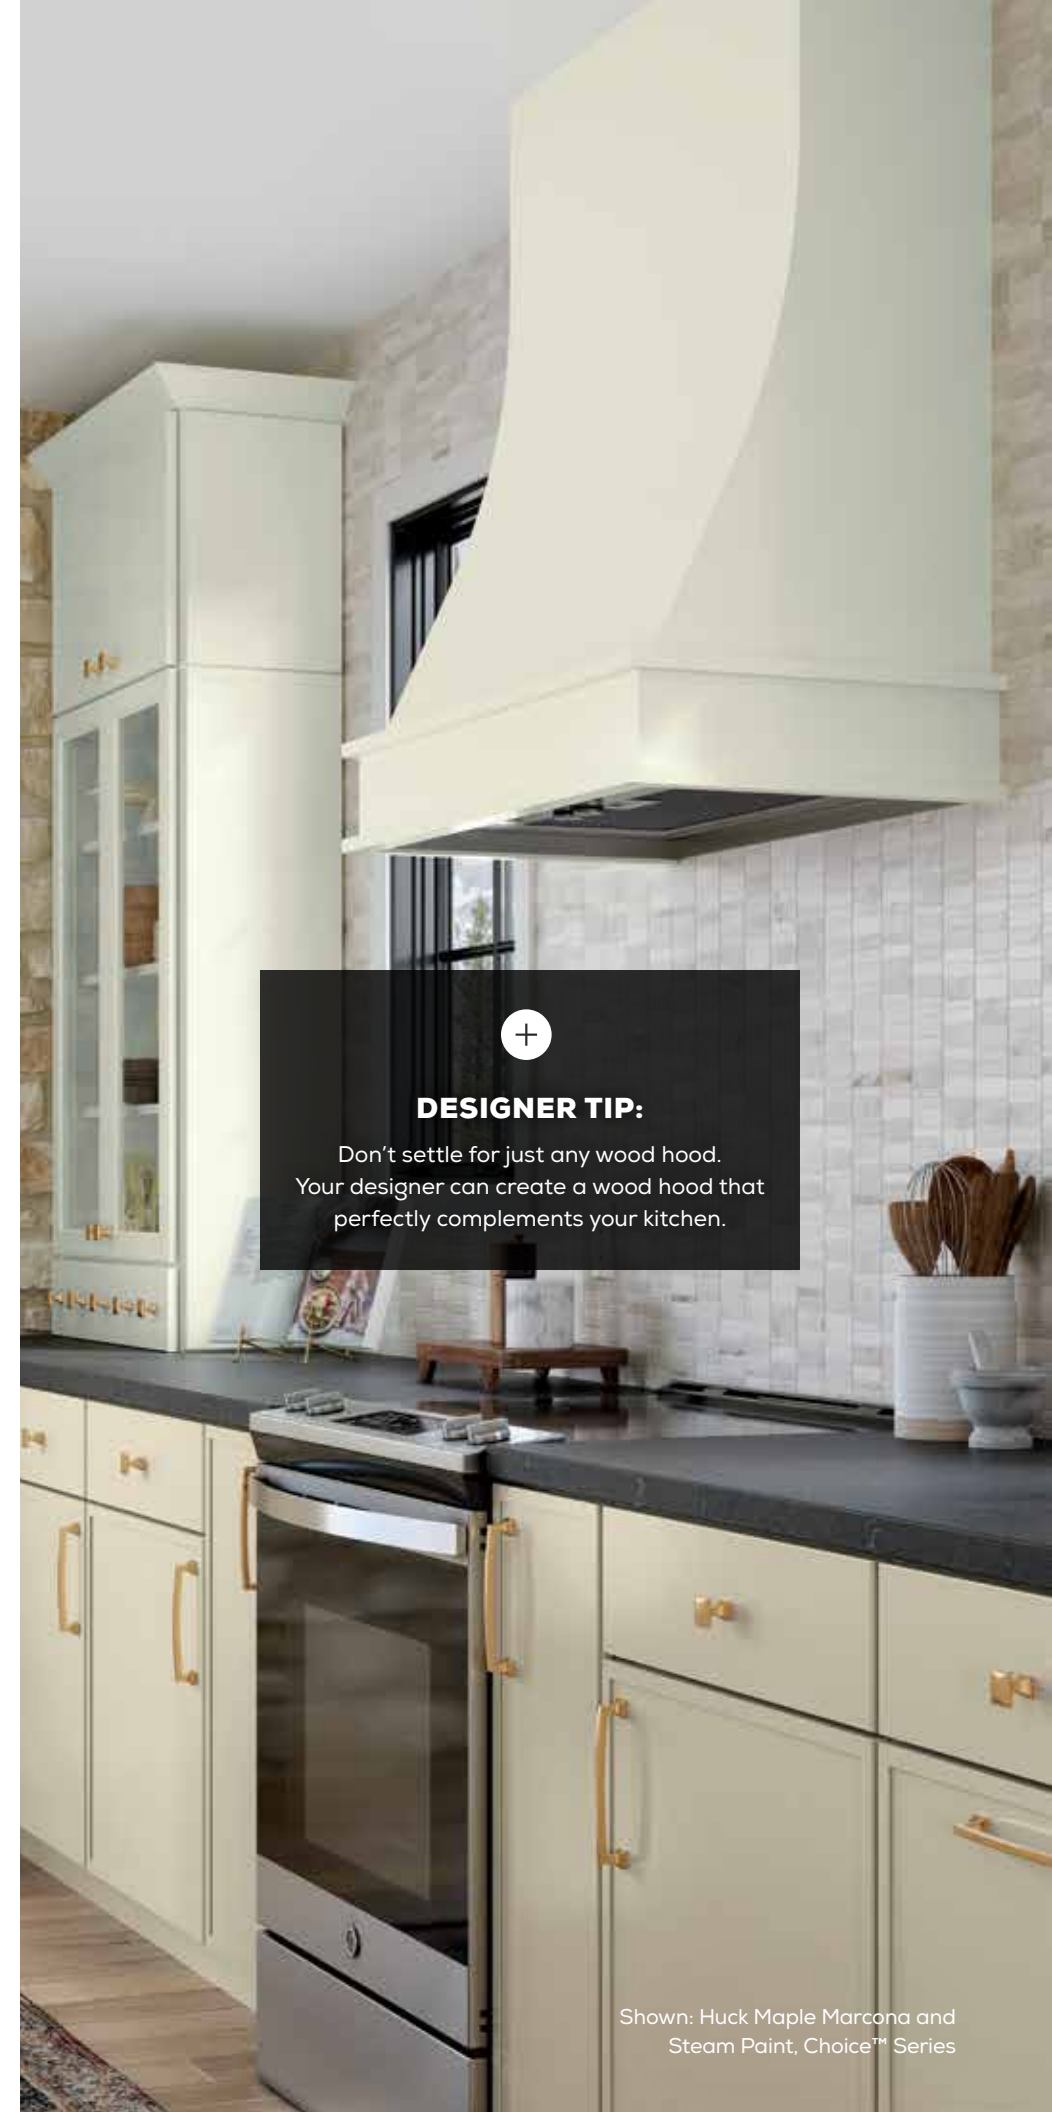 DESIGNER TIP:
Don't settle for just any wood hood.
Your designer can create a wood hood that
perfectly complements your kitchen.
Shown: Huck Maple Marcona and
Steam Paint, Choice™ Series